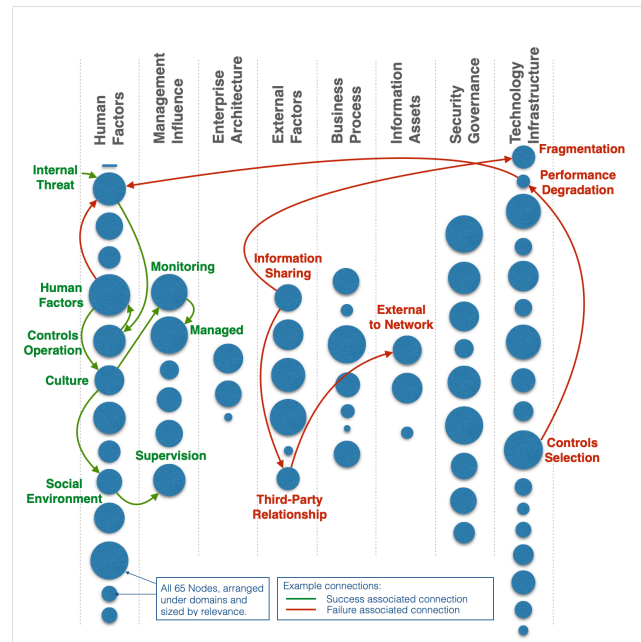 Human
Factors
Management
Influence
Enterprise
Architecture
External
Factors
Business
Process
Information
Assets
Security
Governance
Technology
Infrastructure
Fragmentation
Internal
Threat
Performance
Degradation
Monitoring
Information
Sharing
Human
Factors
External
to Network
Managed
Controls
Operation
Culture
Controls
Selection
Supervision
Social
Environment
Third-Party
Relationship
All 65 Nodes, arranged
under domains and
sized by relevance.
Example connections:
Success associated connection
Failure associated connection